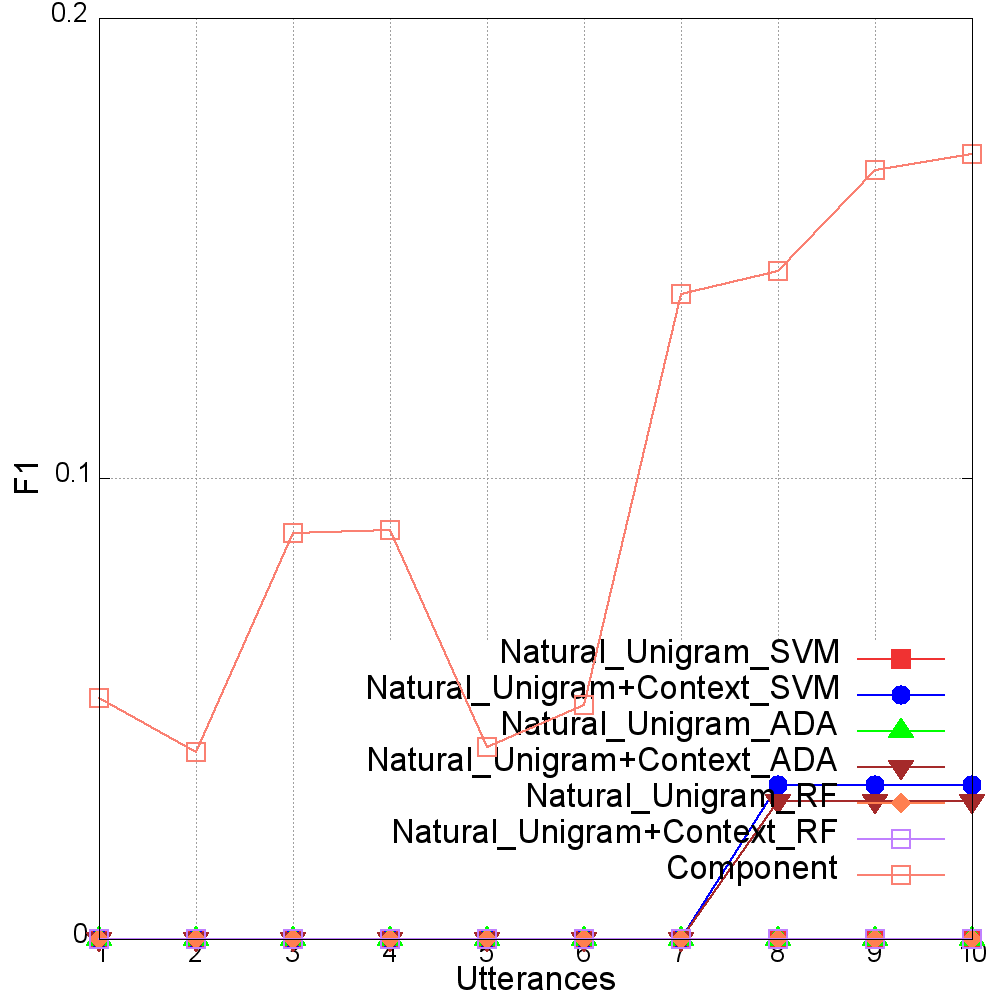 0.2
0.1
0
F1
Natural_Unigram_SVM
Natural_Unigram+Context_SVM
Natural_Unigram_ADA
Natural_Unigram+Context_ADA
Natural_Unigram_RF
Natural_Unigram+Context_RF
Component
1 2 3 4 5 6 7 8 9 10
Utterances